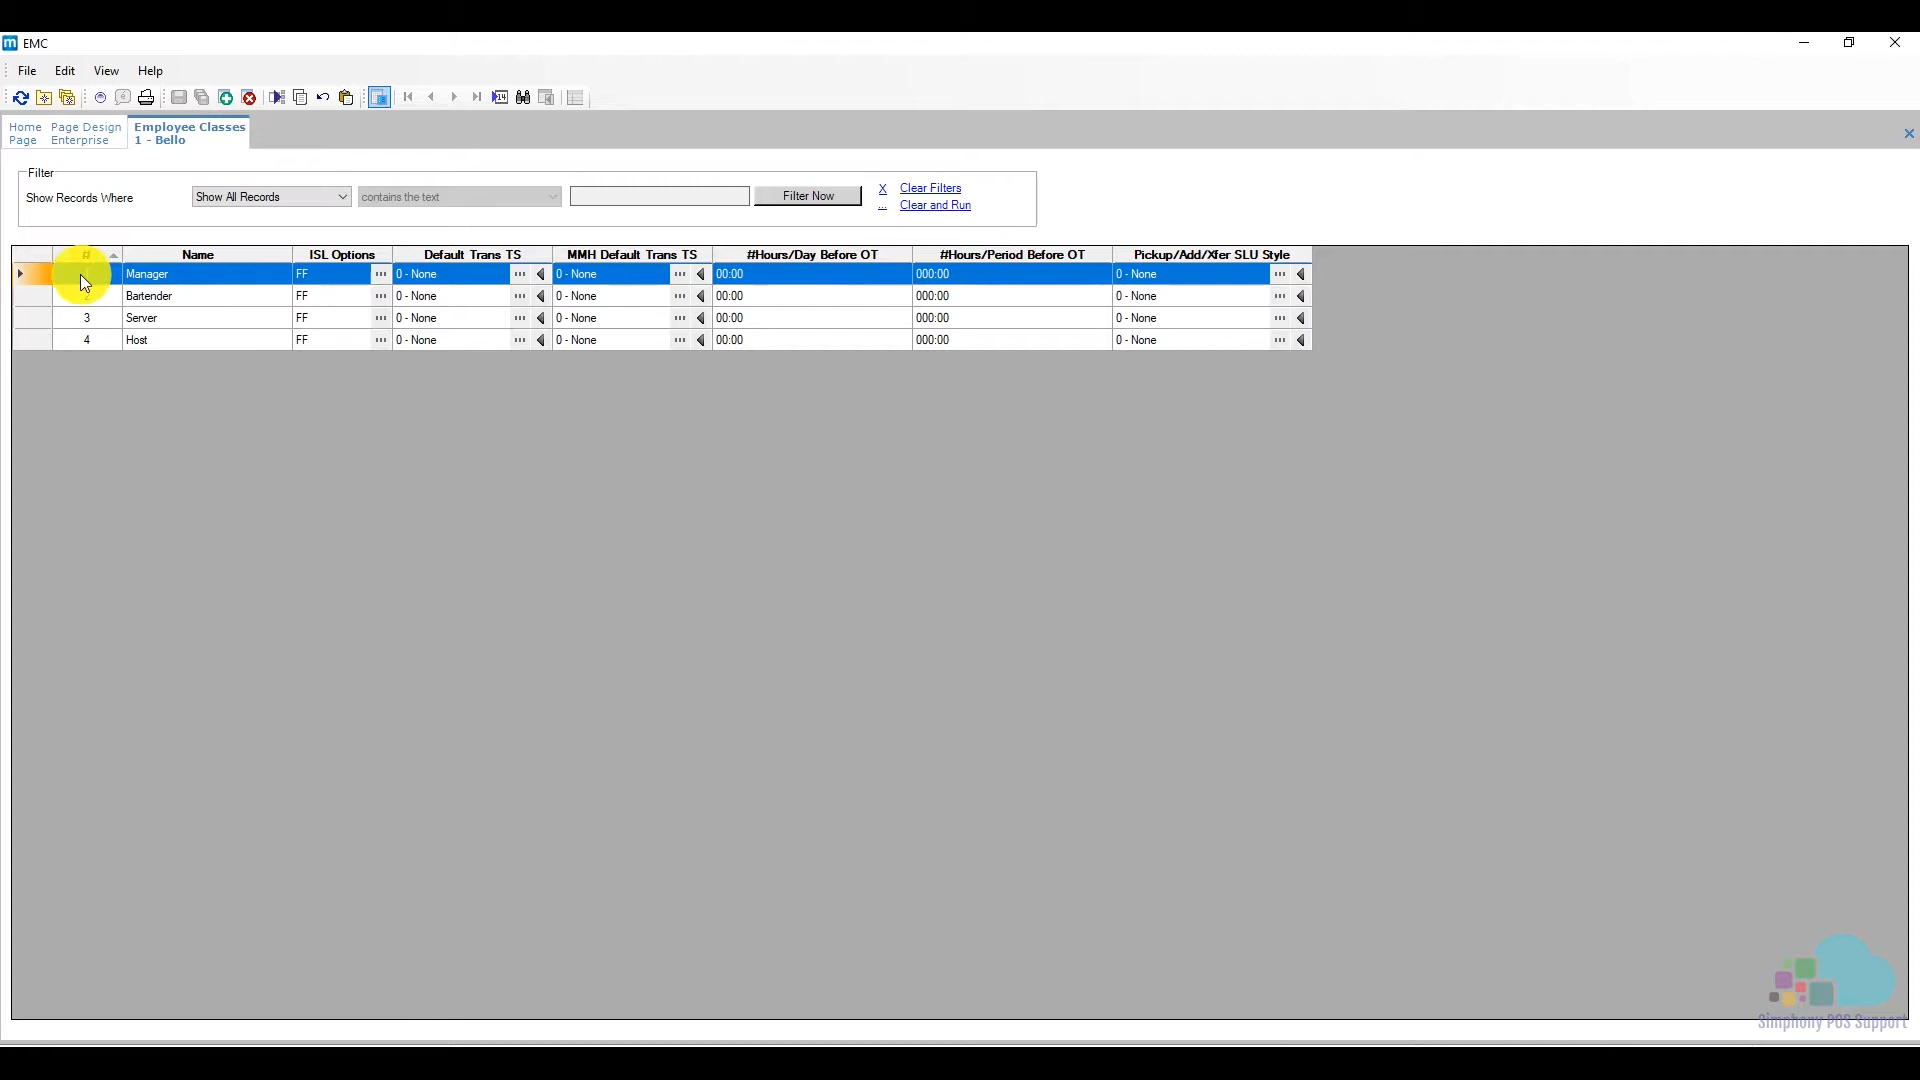 EMC
File Edit View Help
Home Page Page Design Enterprise Employee Classes 1 - Bello
Filter
Show Records Where Show All Records contains the text Filter Now X Clear Filters
... Clear and Run
# Name ISL Options Default Trans TS MMH Default Trans TS #Hours/Day Before OT #Hours/Period Before OT Pickup/Add/Xfer SLU Style
1 Manager FF 0 - None 0 - None 00:00 000:00 0 - None
2 Bartender FF 0 - None 0 - None 00:00 000:00 0 - None
3 Server FF 0 - None 0 - None 00:00 000:00 0 - None
4 Host FF 0 - None 0 - None 00:00 000:00 0 - None
Simphony POS Support